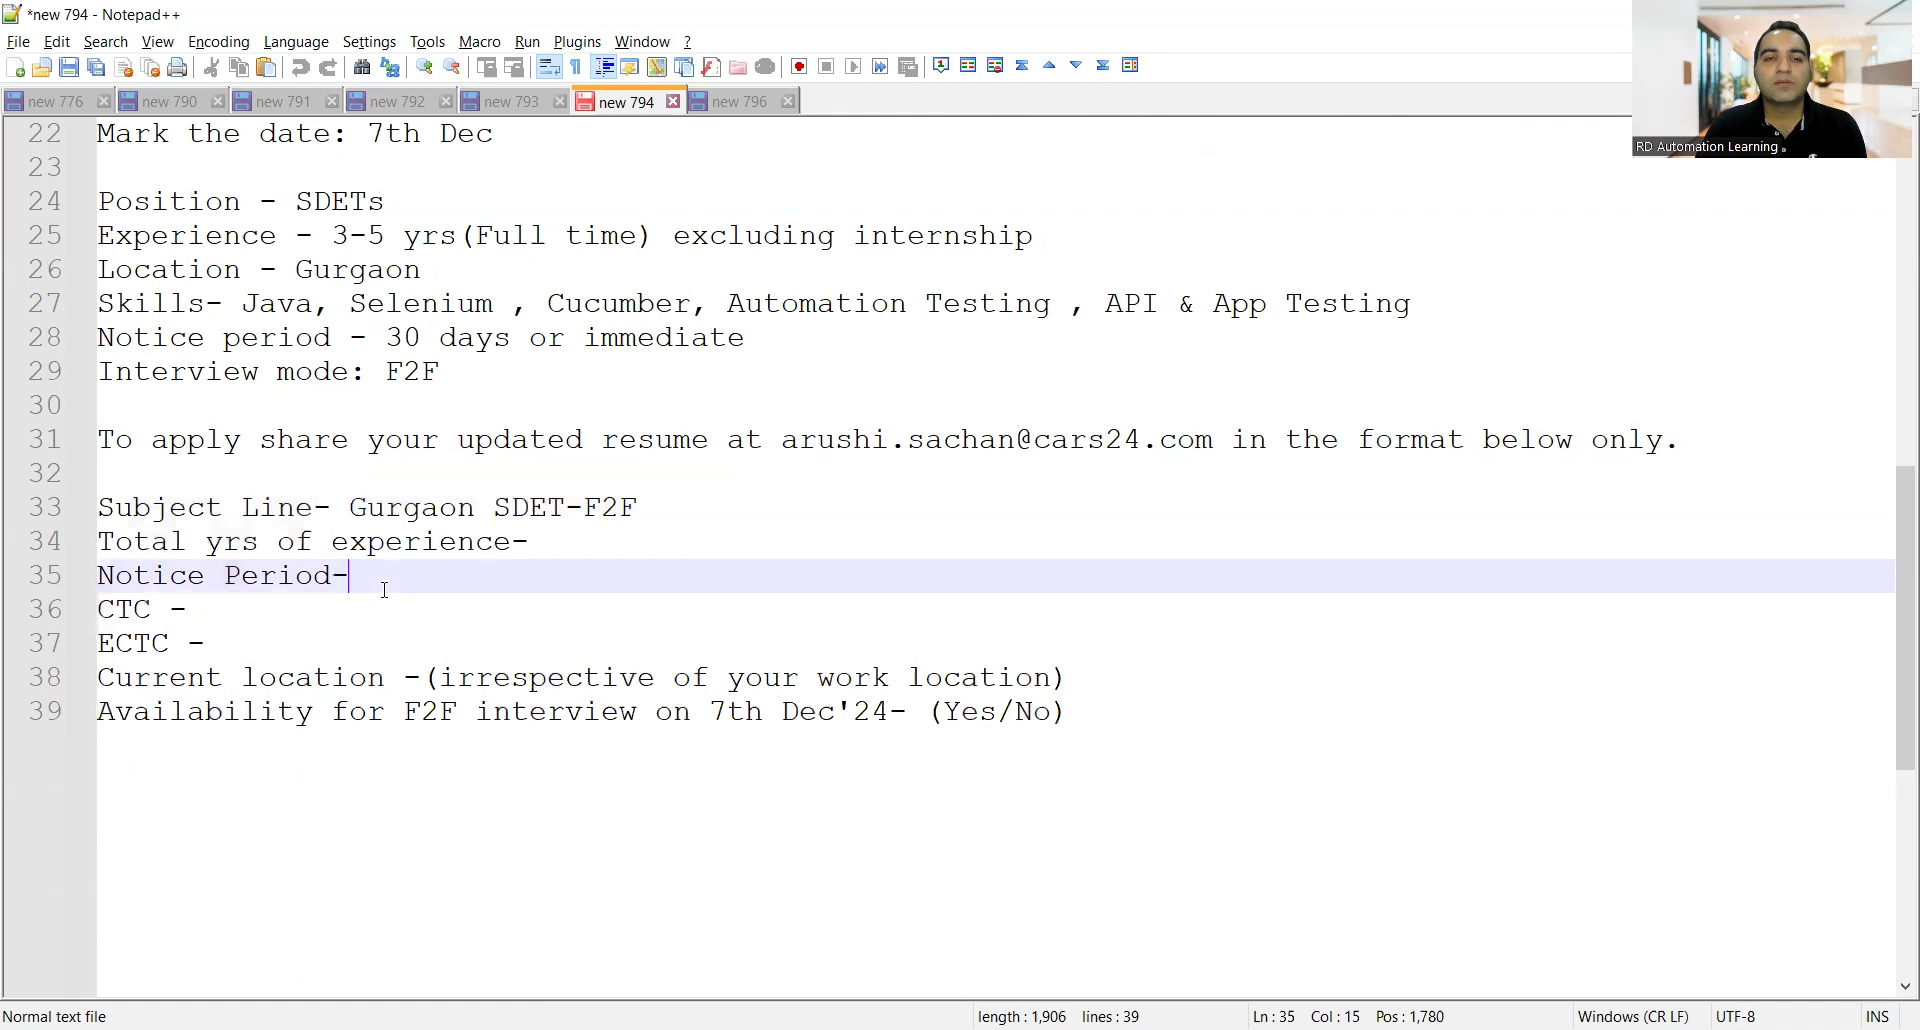 *new 794 - Notepad++
File Edit Search View Encoding Language Settings Tools Macro Run Plugins Window ?
new 776 new 790 new 791 new 792 new 793 new 794 new 796
RD Automation Learning
22 Mark the date: 7th Dec
23
24 Position - SDETs
25 Experience - 3-5 yrs(Full time) excluding internship
26 Location - Gurgaon
27 Skills- Java, Selenium , Cucumber, Automation Testing , API & App Testing
28 Notice period - 30 days or immediate
29 Interview mode: F2F
30
31 To apply share your updated resume at arushi.sachan@cars24.com in the format below only.
32
33 Subject Line- Gurgaon SDET-F2F
34 Total yrs of experience-
35 Notice Period-
36 CTC -
37 ECTC -
38 Current location -(irrespective of your work location)
39 Availability for F2F interview on 7th Dec'24- (Yes/No)
Normal text file length : 1,906 lines : 39 Ln : 35 Col : 15 Pos : 1,780 Windows (CR LF) UTF-8 INS